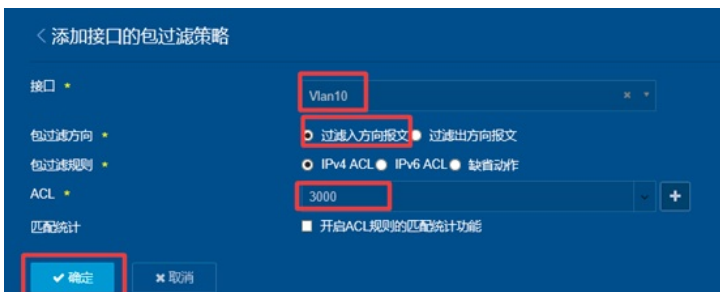 ＜添加接口的包过滤策略
接口 *
Vlan10
包过滤方向 *
过滤入方向报文 过滤出方向报文
包过滤规则 *
IPv4 ACL IPv6 ACL 缺省动作
ACL *
3000
匹配统计
开启ACL规则的匹配统计功能
确定 取消